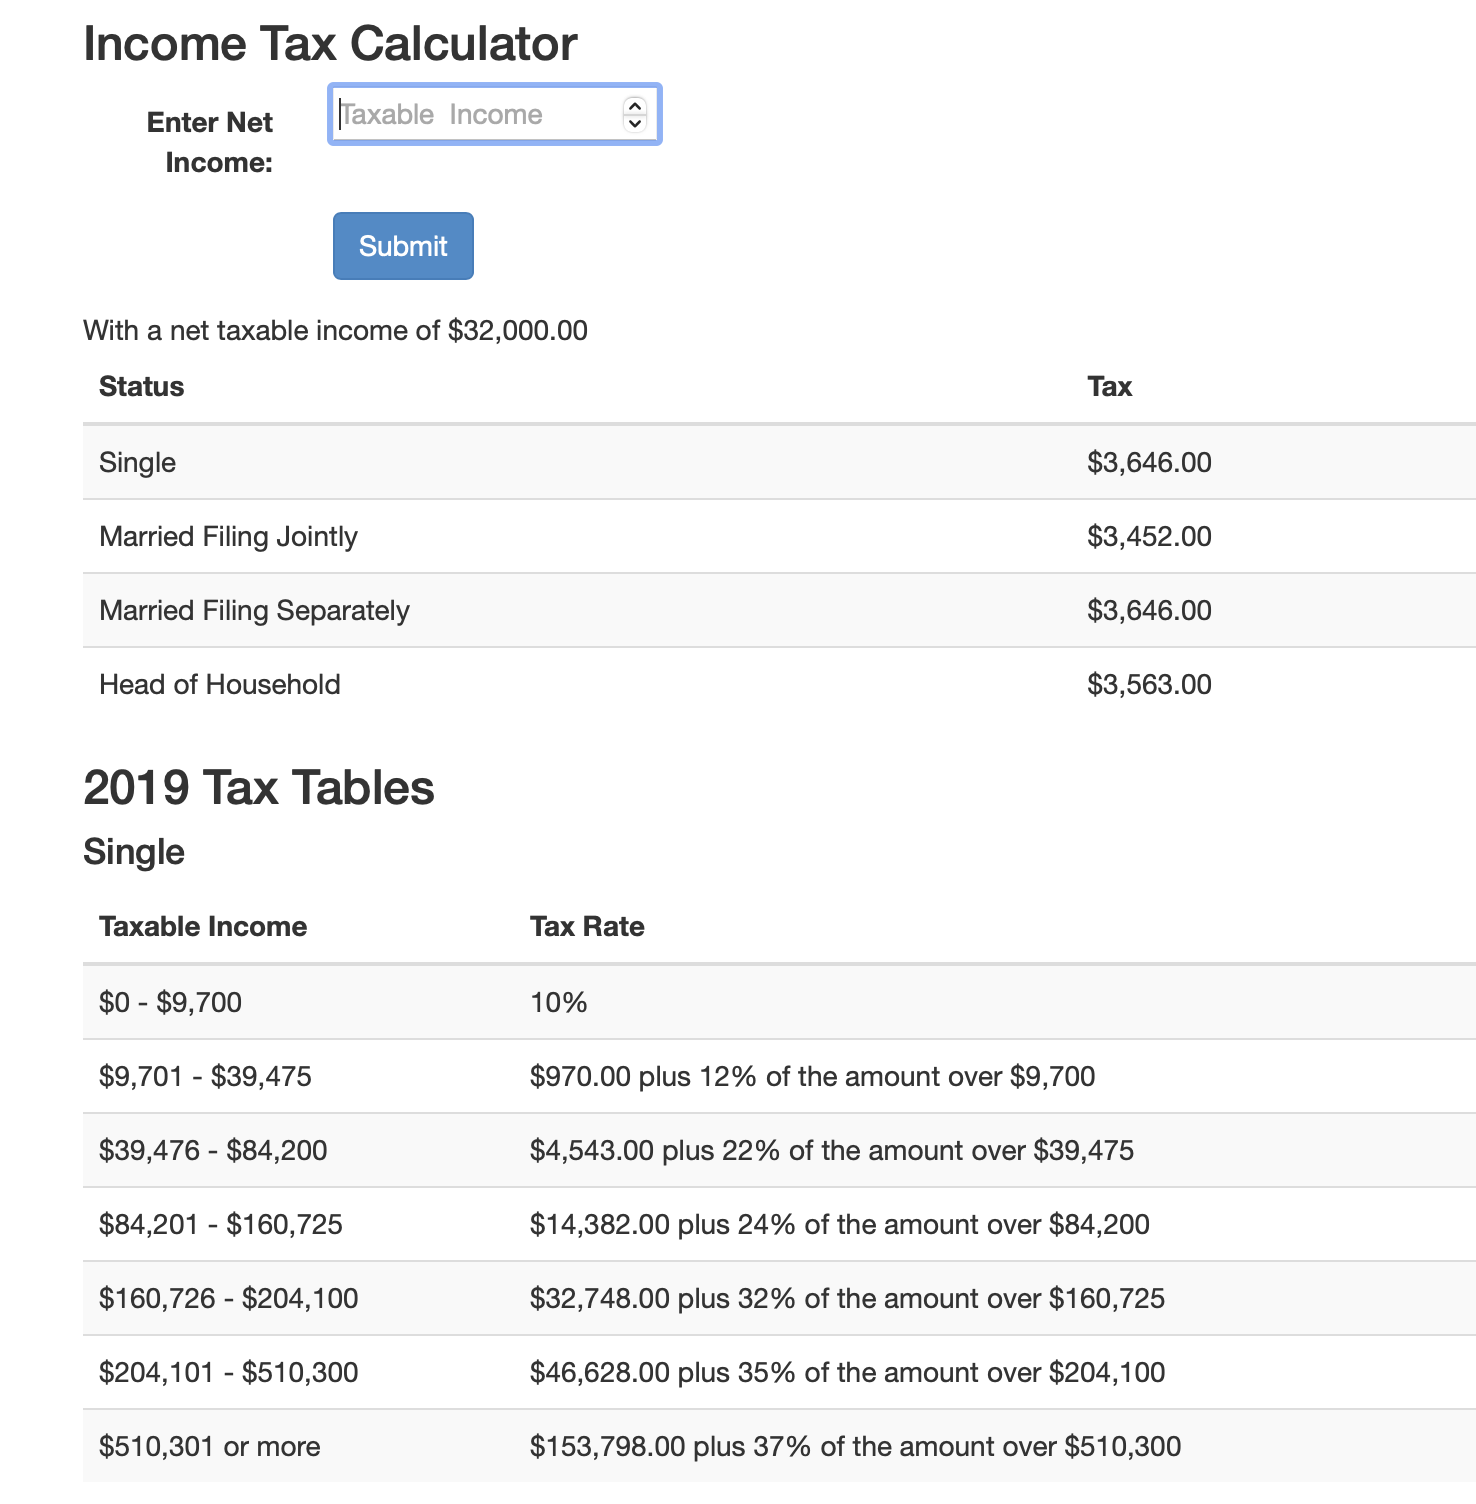 Income Tax Calculator
Enter Net
Income:
Taxable Income
Submit
With a net taxable income of $32,000.00
Status Tax
Single $3,646.00
Married Filing Jointly $3,452.00
Married Filing Separately $3,646.00
Head of Household $3,563.00
2019 Tax Tables
Single
Taxable Income Tax Rate
$0 - $9,700 10%
$9,701 - $39,475 $970.00 plus 12% of the amount over $9,700
$39,476 - $84,200 $4,543.00 plus 22% of the amount over $39,475
$84,201 - $160,725 $14,382.00 plus 24% of the amount over $84,200
$160,726 - $204,100 $32,748.00 plus 32% of the amount over $160,725
$204,101 - $510,300 $46,628.00 plus 35% of the amount over $204,100
$510,301 or more $153,798.00 plus 37% of the amount over $510,300